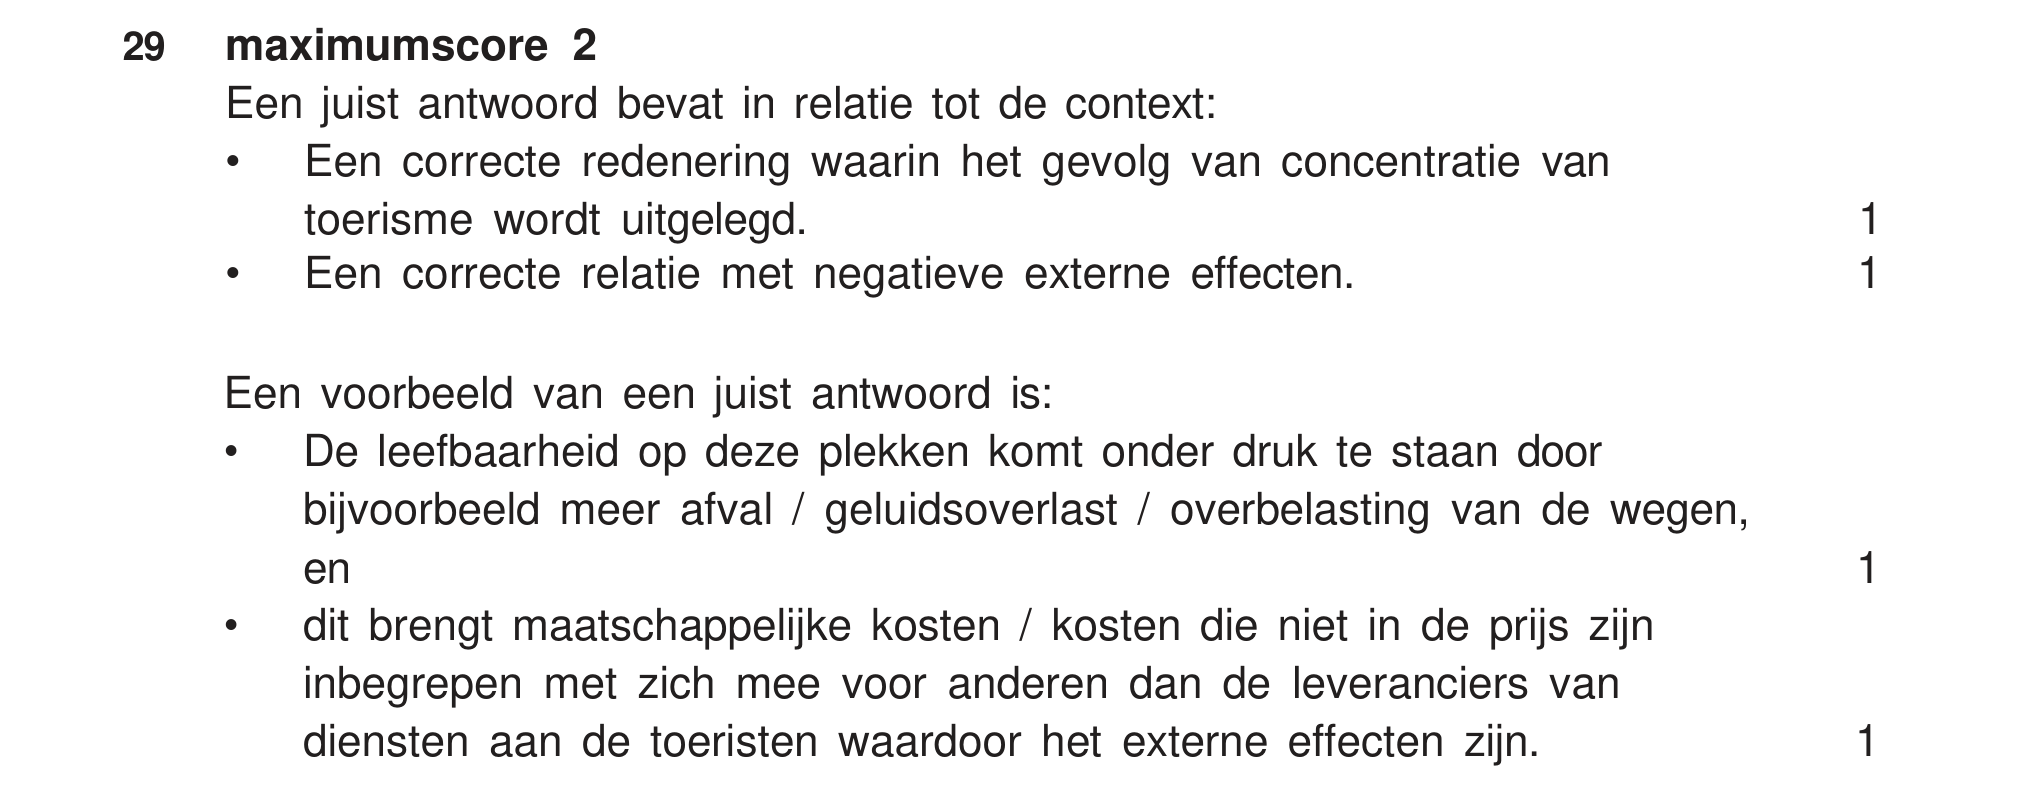 29 maximumscore 2
Een juist antwoord bevat in relatie tot de context:
• Een correcte redenering waarin het gevolg van concentratie van
toerisme wordt uitgelegd. 1
• Een correcte relatie met negatieve externe effecten. 1
Een voorbeeld van een juist antwoord is:
• De leefbaarheid op deze plekken komt onder druk te staan door
bijvoorbeeld meer afval / geluidsoverlast / overbelasting van de wegen,
en 1
• dit brengt maatschappelijke kosten / kosten die niet in de prijs zijn
inbegrepen met zich mee voor anderen dan de leveranciers van
diensten aan de toeristen waardoor het externe effecten zijn. 1